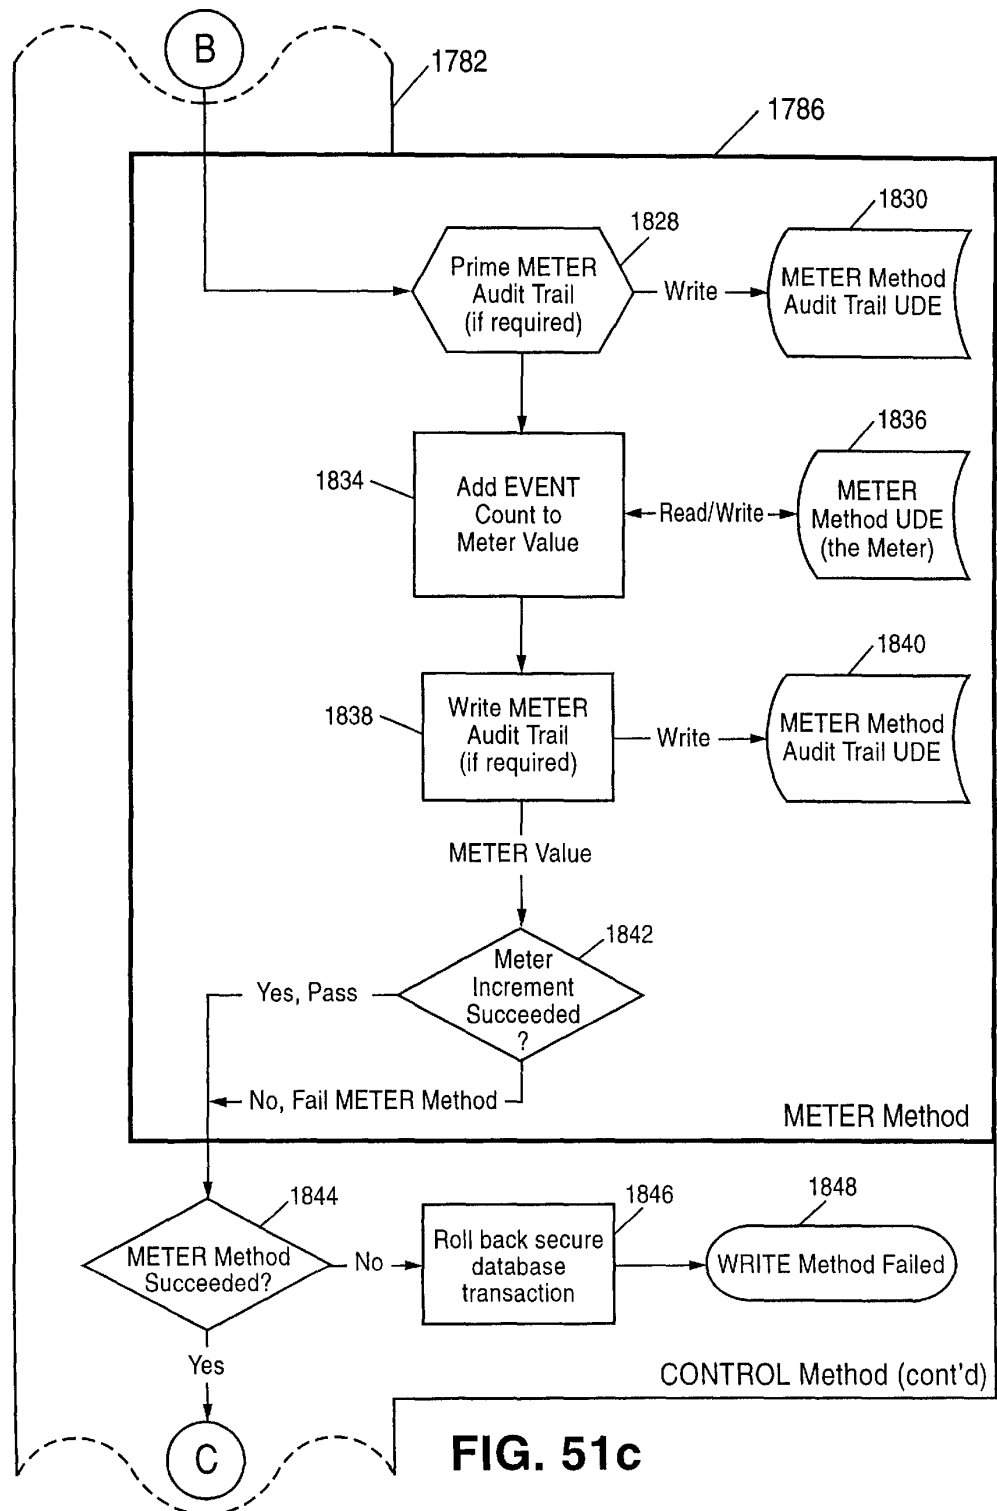 B
1782
1786
1828
1830
Prime METER
Audit Trail
(if required)
Write
METER Method
Audit Trail UDE
1834
1836
Add EVENT
Count to
Meter Value
Read/Write
METER
Method UDE
(the Meter)
1838
1840
Write METER
Audit Trail
(if required)
Write
METER Method
Audit Trail UDE
METER Value
1842
Meter
Increment
Succeeded
?
Yes, Pass
No, Fail METER Method
METER Method
1844
METER Method
Succeeded?
No
1846
Roll back secure
database
transaction
1848
WRITE Method Failed
Yes
CONTROL Method (cont'd)
C
FIG. 51c